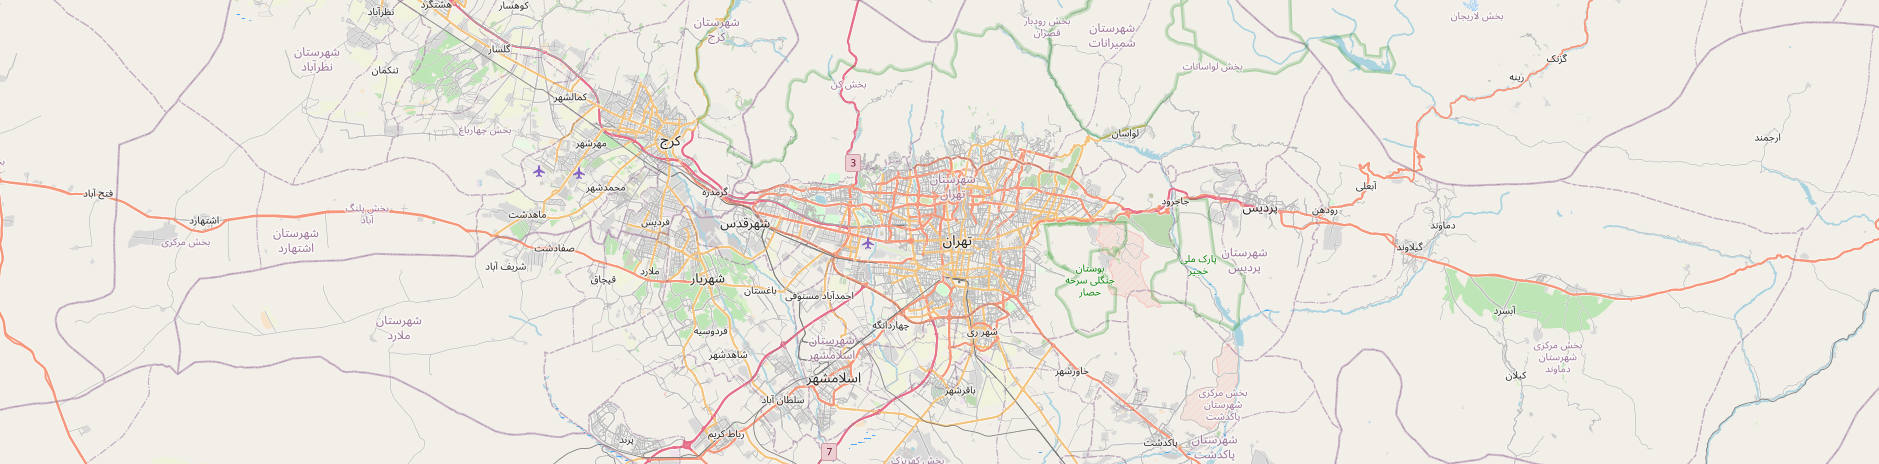 هشتگرد
کوهسار
نظرآباد
شهرستان
کرج
بخش رودبار
قصران
شهرستان
شمیرانات
بخش لاریجان
گلسار
شهرستان
نظرآباد
تنکمان
بخش کن
بخش لواسانات
گزنک
رینه
کمالشهر
بخش چهارباغ
کرج
مهرشهر
لواسان
ارجمند
3
شهرستان
تهران
محمدشهر
گرمدره
فتح آباد
جاجرود
آبعلی
بخش پلنگ
آباد
ماهدشت
اشتهارد
فردیس
شهرقدس
پردیس
رودهن
دماوند
شهرستان
اشتهارد
بخش مرکزی
صفادشت
تهران
گیلاوند
شهرستان
پردیس
شریف آباد
ملارد
قپچاق
شهریار
باغستان
احمدآباد مستوفی
بوستان
جنگلی سرخه
حصار
پارک ملی
خجیر
آبسرد
شهرستان
ملارد
فردوسیه
چهاردانگه
شهر ری
شهرستان
اسلامشهر
شاهدشهر
بخش مرکزی
شهرستان
دماوند
اسلامشهر
خاورشهر
کیلان
باقرشهر
سلطان آباد
بخش مرکزی
شهرستان
پاکدشت
رباط کریم
پرند
7
پاکدشت
شهرستان
پاکدشت
بخش کهریزک